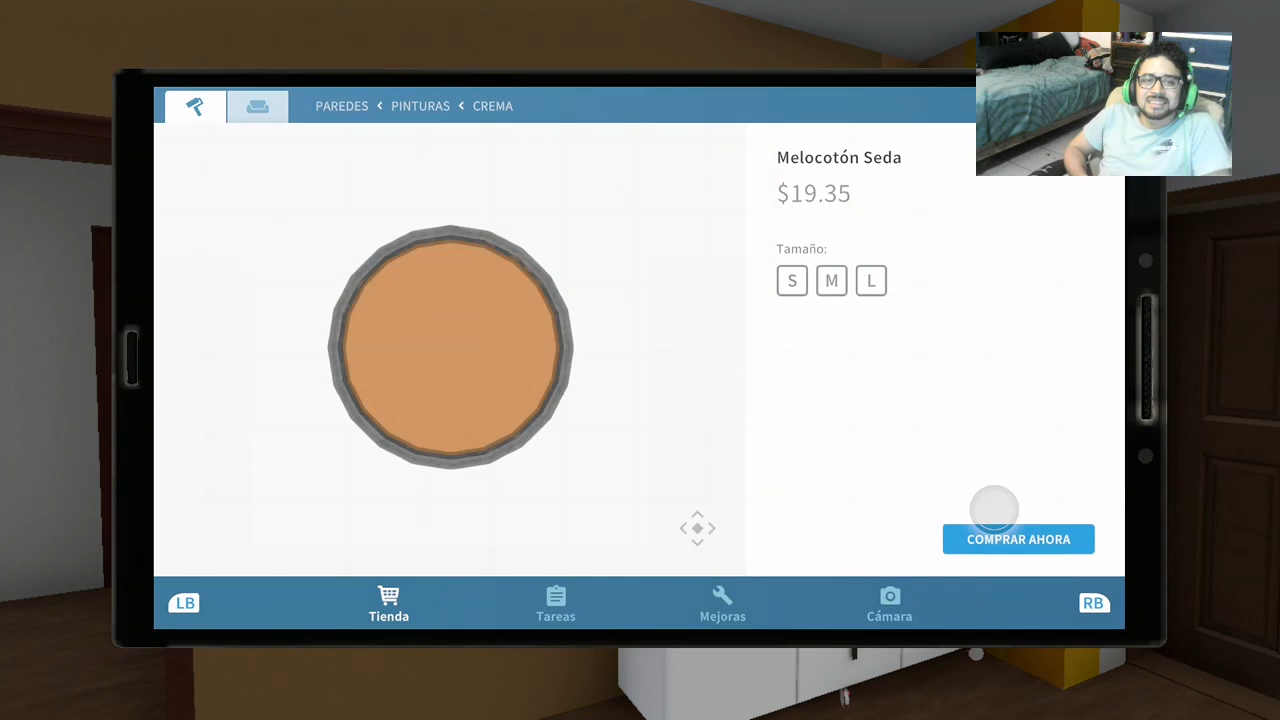 PAREDES < PINTURAS < CREMA
Melocotón Seda
$19.35
Tamaño:
S M L
COMPRAR AHORA
LB Tienda Tareas Mejoras Cámara RB